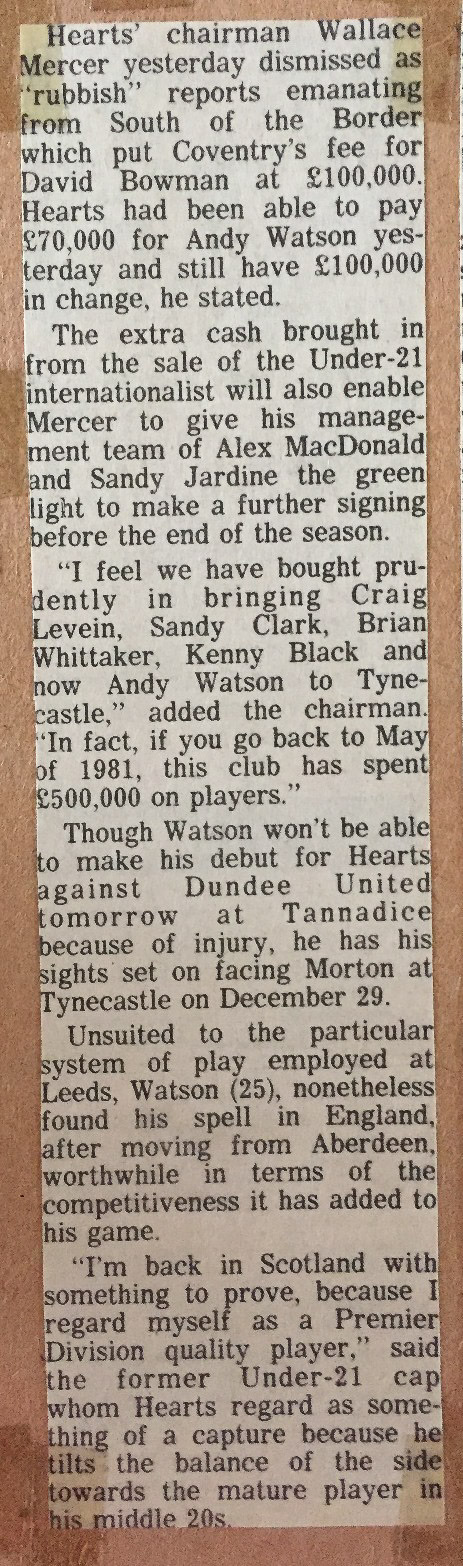 Hearts' chairman Wallace
Mercer yesterday dismissed as
"rubbish" reports emanating
from South of the Border
which put Coventry's fee for
David Bowman at £100,000.
Hearts had been able to pay
£70,000 for Andy Watson yes-
terday and still have £100,000
in change, he stated.
The extra cash brought in
from the sale of the Under-21
internationalist will also enable
Mercer to give his manage-
ment team of Alex MacDonald
and Sandy Jardine the green
light to make a further signing
before the end of the season.
"I feel we have bought pru-
dently in bringing Craig
Levein, Sandy Clark, Brian
Whittaker, Kenny Black and
now Andy Watson to Tyne-
castle," added the chairman.
"In fact, if you go back to May
of 1981, this club has spent
£500,000 on players."
Though Watson won't be able
to make his debut for Hearts
against Dundee United
tomorrow at Tannadice
because of injury, he has his
sights set on facing Morton at
Tynecastle on December 29.
Unsuited to the particular
system of play employed at
Leeds, Watson (25), nonetheless
found his spell in England,
after moving from Aberdeen,
worthwhile in terms of the
competitiveness it has added to
his game.
"I'm back in Scotland with
something to prove, because I
regard myself as a Premier
Division quality player," said
the former Under-21 cap
whom Hearts regard as some-
thing of a capture because he
tilts the balance of the side
towards the mature player in
his middle 20s.